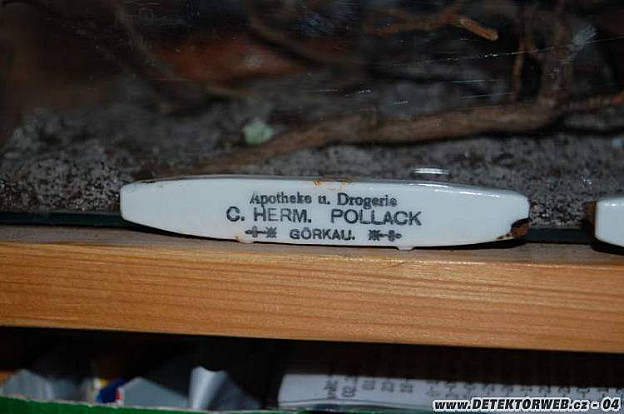 Apotheke u. Drogerie
C. HERM. POLLACK
GÖRKAU.
WWW.DETEKTORWEB.cz - 04